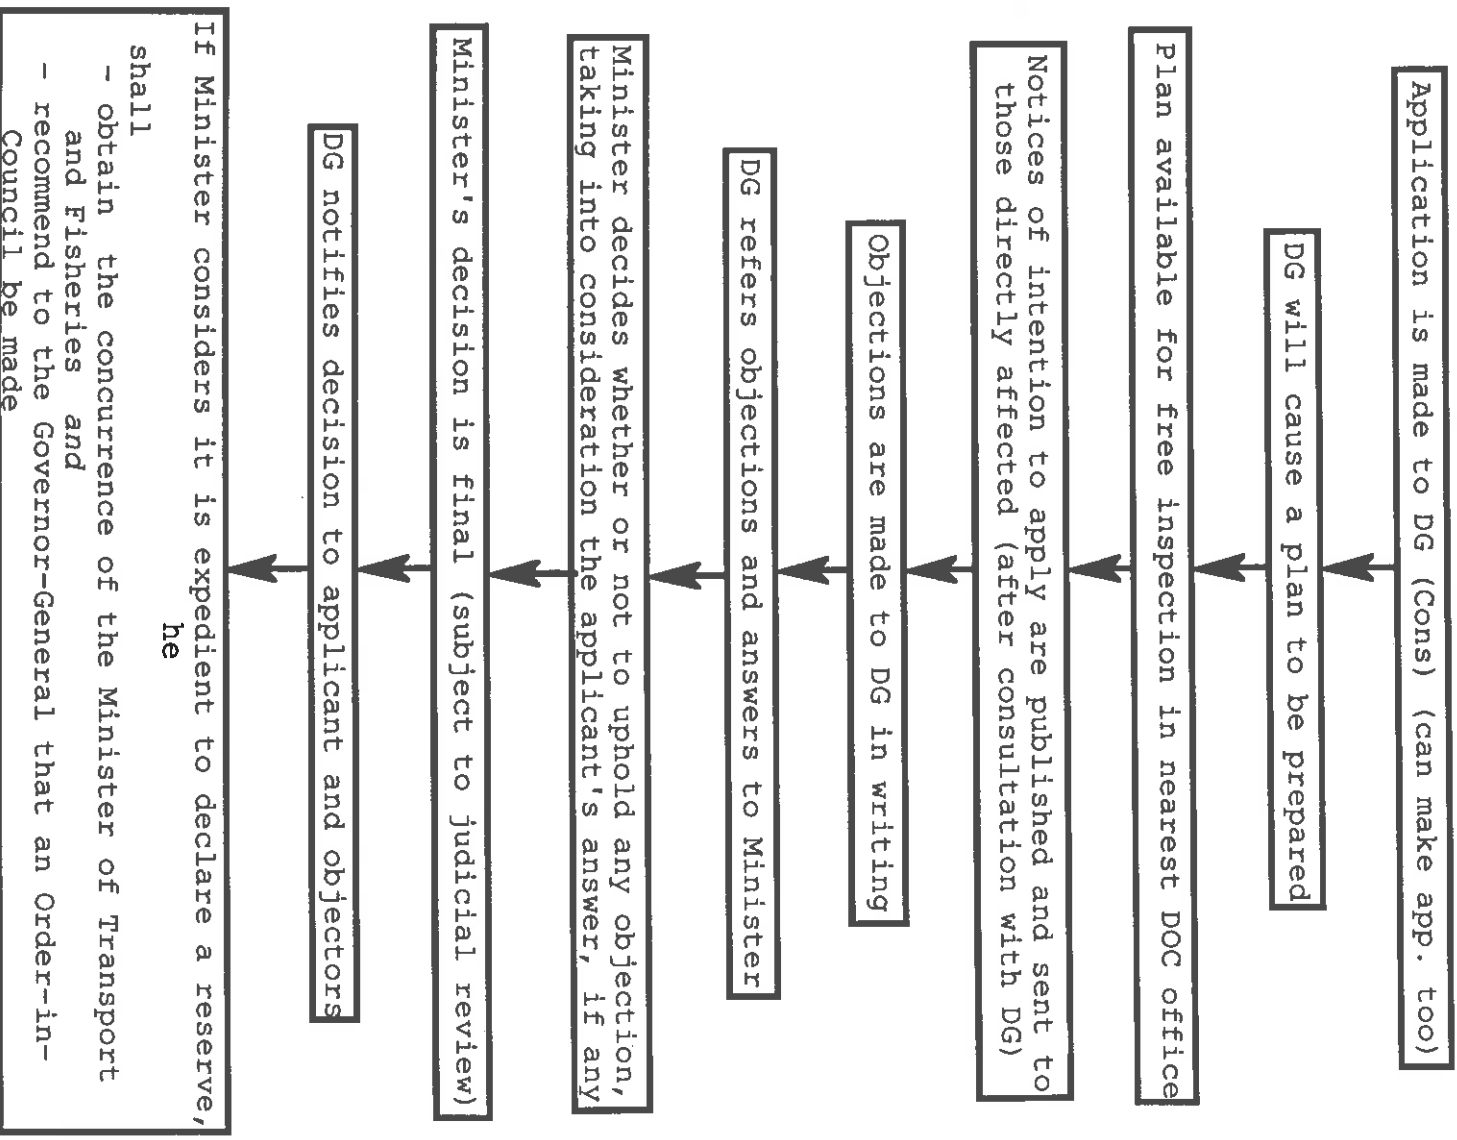 Application is made to DG (Cons) (can make app. too)
DG will cause a plan to be prepared
Plan available for free inspection in nearest DOC office
Notices of intention to apply are published and sent to
those directly affected (after consultation with DG)
Objections are made to DG in writing
DG refers objections and answers to Minister
Minister decides whether or not to uphold any objection,
taking into consideration the applicant's answer, if any
Minister's decision is final (subject to judicial review)
DG notifies decision to applicant and objectors
If Minister considers it is expedient to declare a reserve,
he
shall
- obtain the concurrence of the Minister of Transport
and Fisheries and
- recommend to the Governor-General that an Order-in-
Council be made